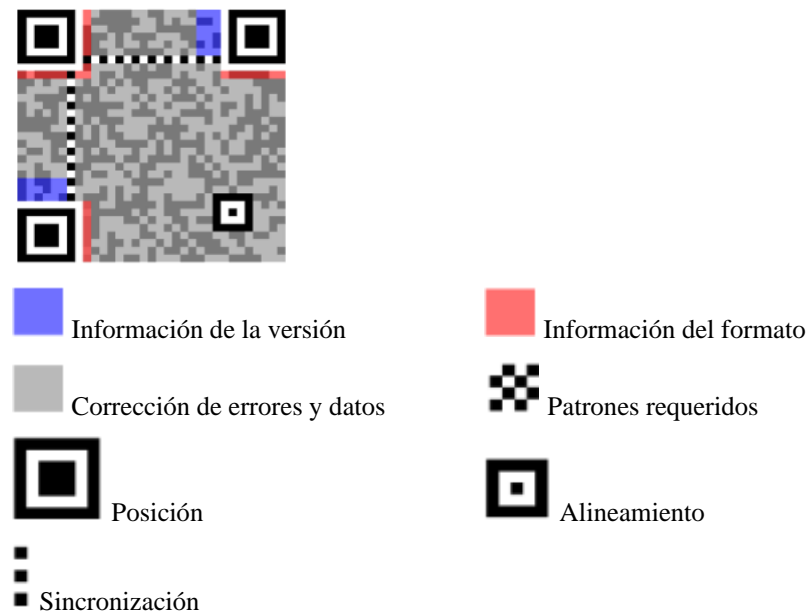 Información de la versión
Información del formato
Corrección de errores y datos
Patrones requeridos
Posición
Alineamiento
Sincronización